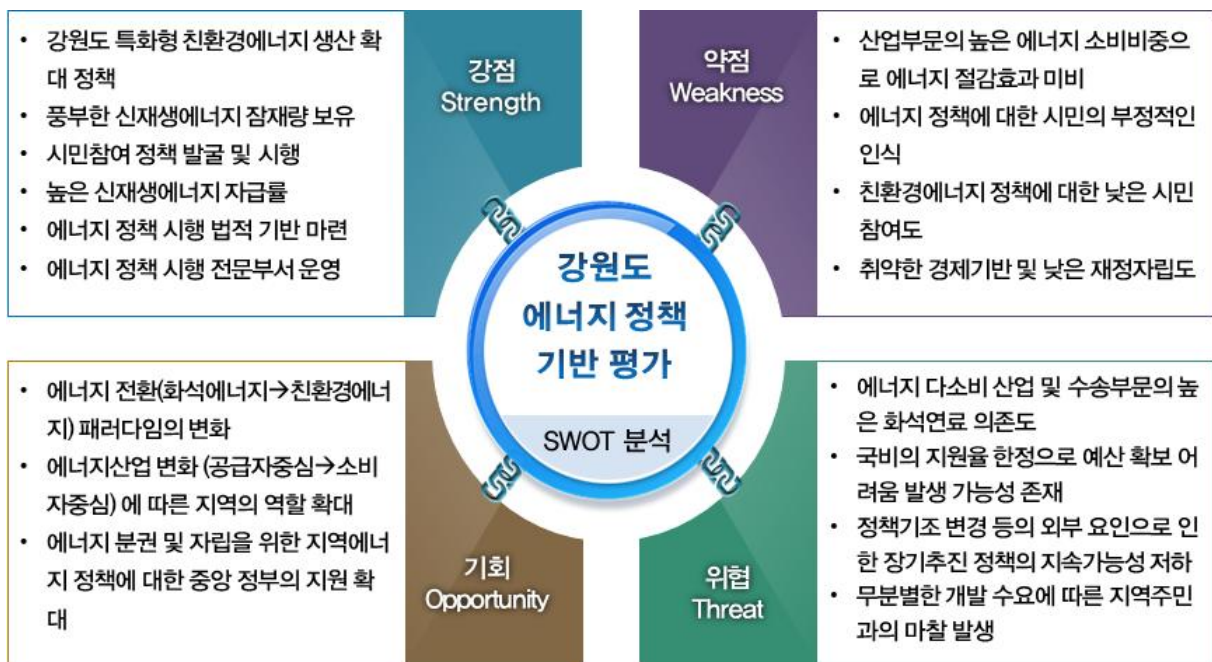 • 강원도 특화형 친환경에너지 생산 확
대 정책
• 풍부한 신재생에너지 잠재량 보유
• 시민참여 정책 발굴 및 시행
• 높은 신재생에너지 자급률
• 에너지 정책 시행 법적 기반 마련
• 에너지 정책 시행 전문부서 운영
강점
Strength
약점
Weakness
• 산업부문의 높은 에너지 소비비중으
로 에너지 절감효과 미비
• 에너지 정책에 대한 시민의 부정적인
인식
• 친환경에너지 정책에 대한 낮은 시민
참여도
• 취약한 경제기반 및 낮은 재정자립도
강원도
에너지 정책
기반 평가
SWOT 분석
• 에너지 전환(화석에너지→친환경에너
지) 패러다임의 변화
• 에너지산업 변화 (공급자중심→소비
자중심) 에 따른 지역의 역할 확대
• 에너지 분권 및 자립을 위한 지역에너
지 정책에 대한 중앙 정부의 지원 확
대
기회
Opportunity
위협
Threat
• 에너지 다소비 산업 및 수송부문의 높
은 화석연료 의존도
• 국비의 지원율 한정으로 예산 확보 어
려움 발생 가능성 존재
• 정책기조 변경 등의 외부 요인으로 인
한 장기추진 정책의 지속가능성 저하
• 무분별한 개발 수요에 따른 지역주민
과의 마찰 발생